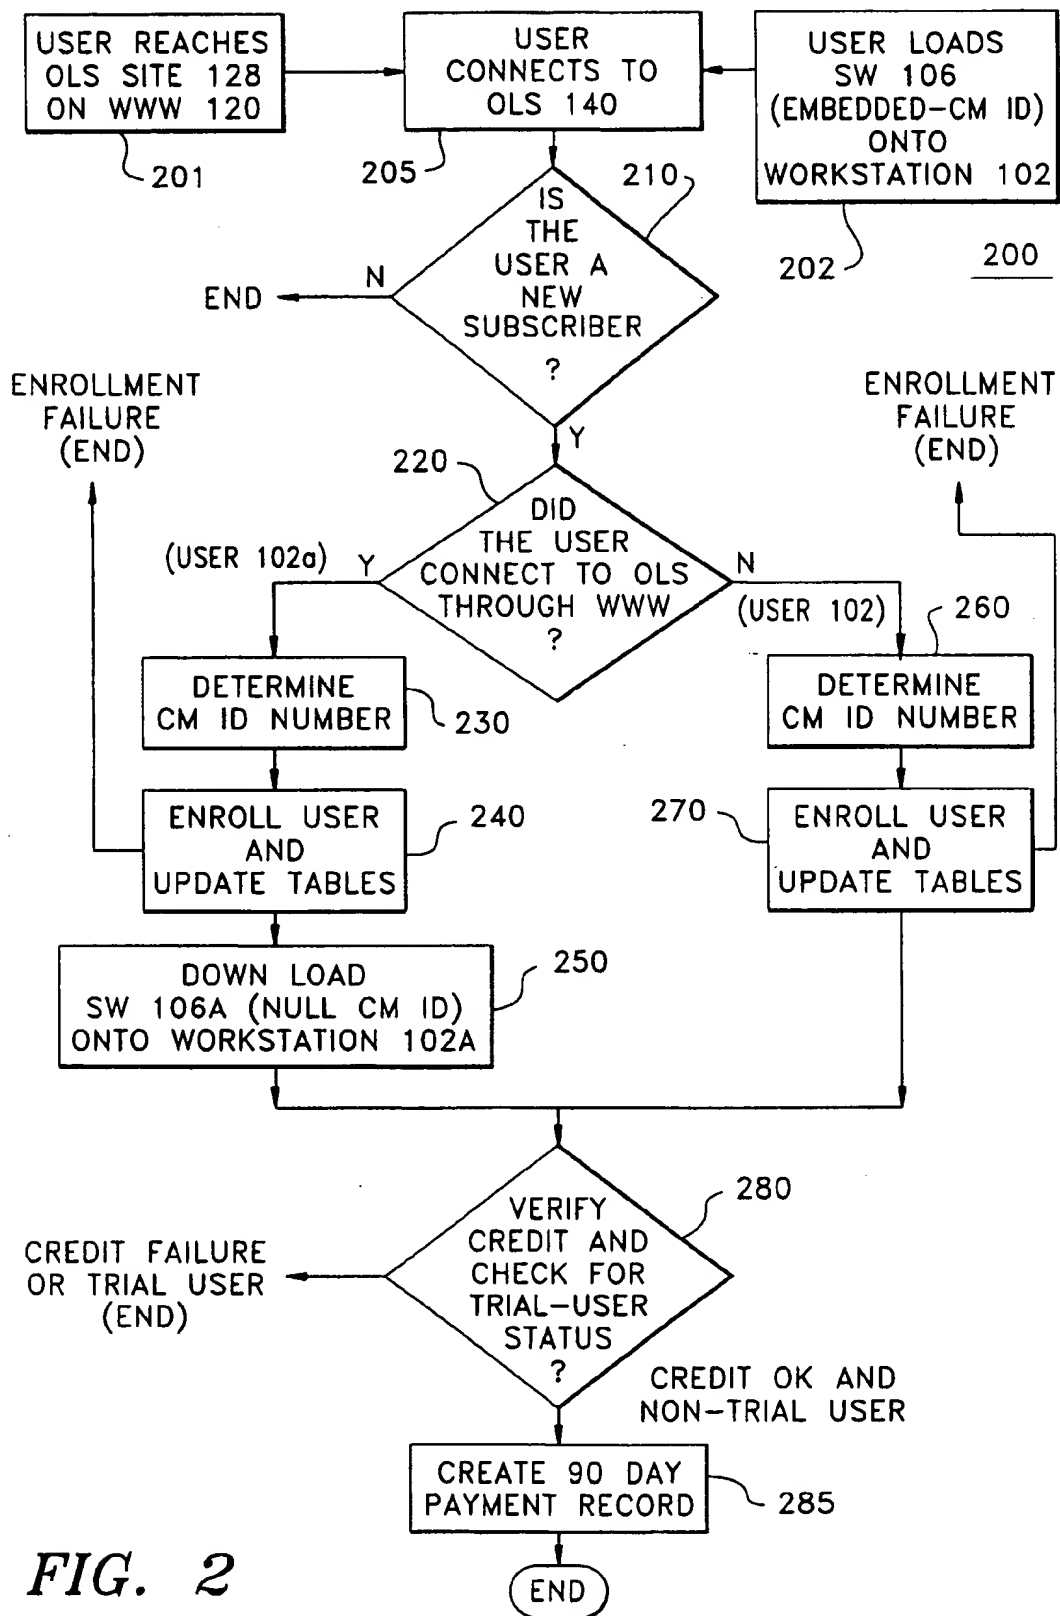 USER REACHES
OLS SITE 128
ON WWW 120
201
USER
CONNECTS TO
OLS 140
205
USER LOADS
SW 106
(EMBEDDED-CM ID)
ONTO
WORKSTATION 102
202
200
210
IS
THE
USER A
NEW
SUBSCRIBER
?
N
END
Y
ENROLLMENT
FAILURE
(END)
ENROLLMENT
FAILURE
(END)
220
DID
THE USER
CONNECT TO OLS
THROUGH WWW
?
(USER 102a)
Y
N
(USER 102)
260
DETERMINE
CM ID NUMBER
230
DETERMINE
CM ID NUMBER
ENROLL USER
AND
UPDATE TABLES
240
270
ENROLL USER
AND
UPDATE TABLES
DOWN LOAD
SW 106A (NULL CM ID)
ONTO WORKSTATION 102A
250
280
VERIFY
CREDIT AND
CHECK FOR
TRIAL-USER
STATUS
?
CREDIT FAILURE
OR TRIAL USER
(END)
CREDIT OK AND
NON-TRIAL USER
CREATE 90 DAY
PAYMENT RECORD
285
END
FIG. 2